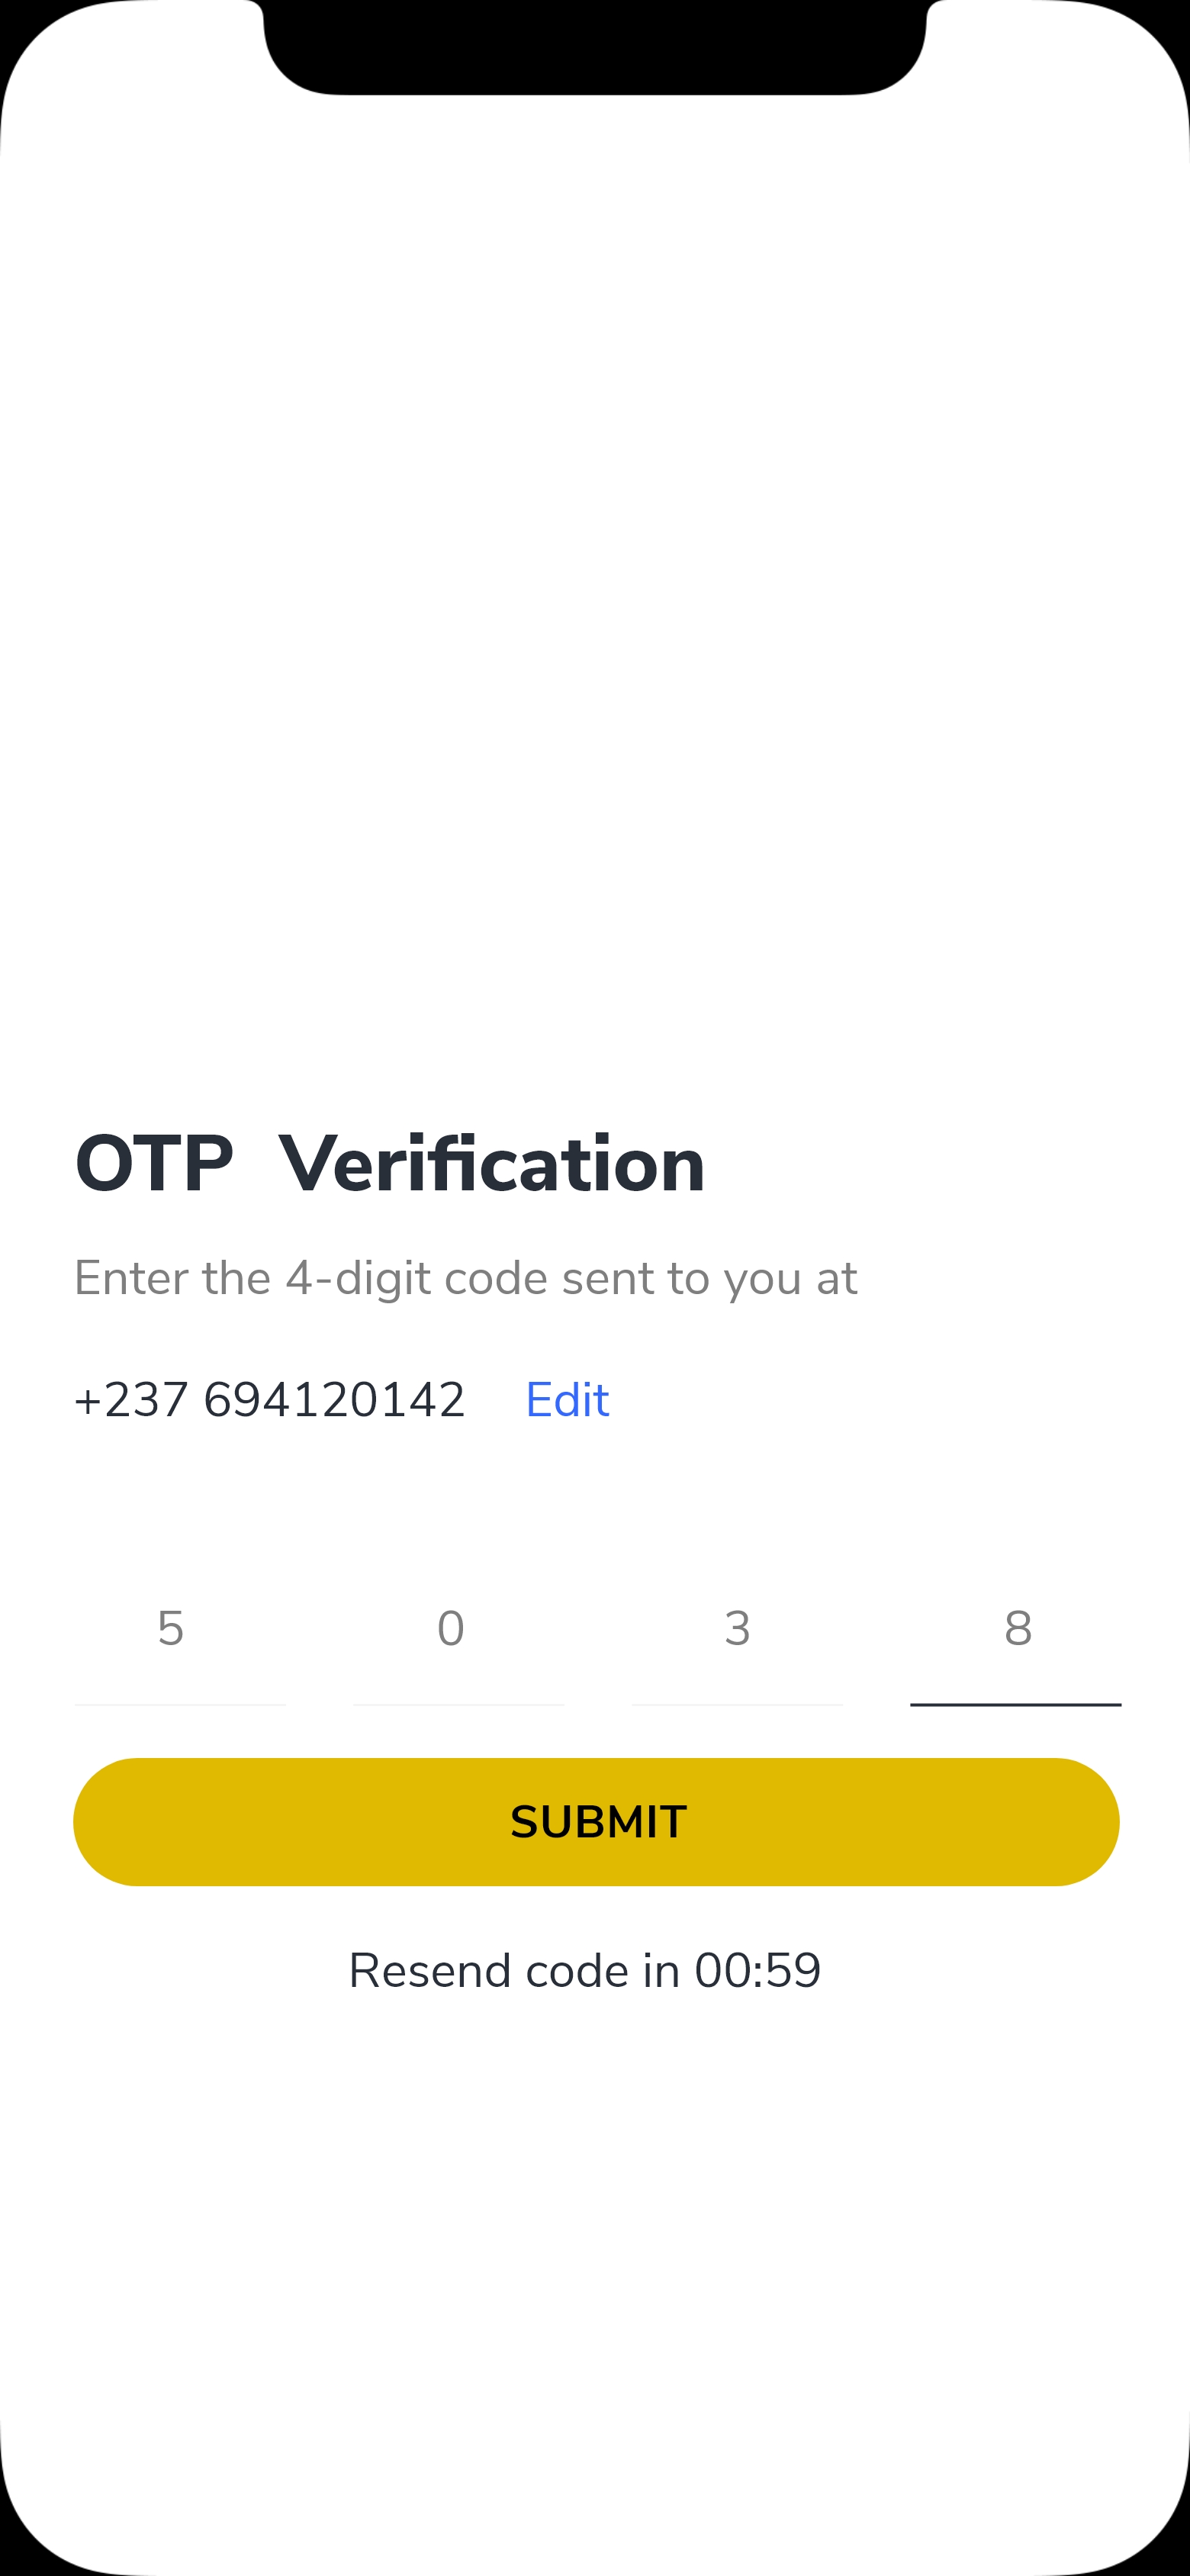 OTP Verification
Enter the 4-digit code sent to you at
+237 694120142 Edit
5 0 3 8
SUBMIT
Resend code in 00:59